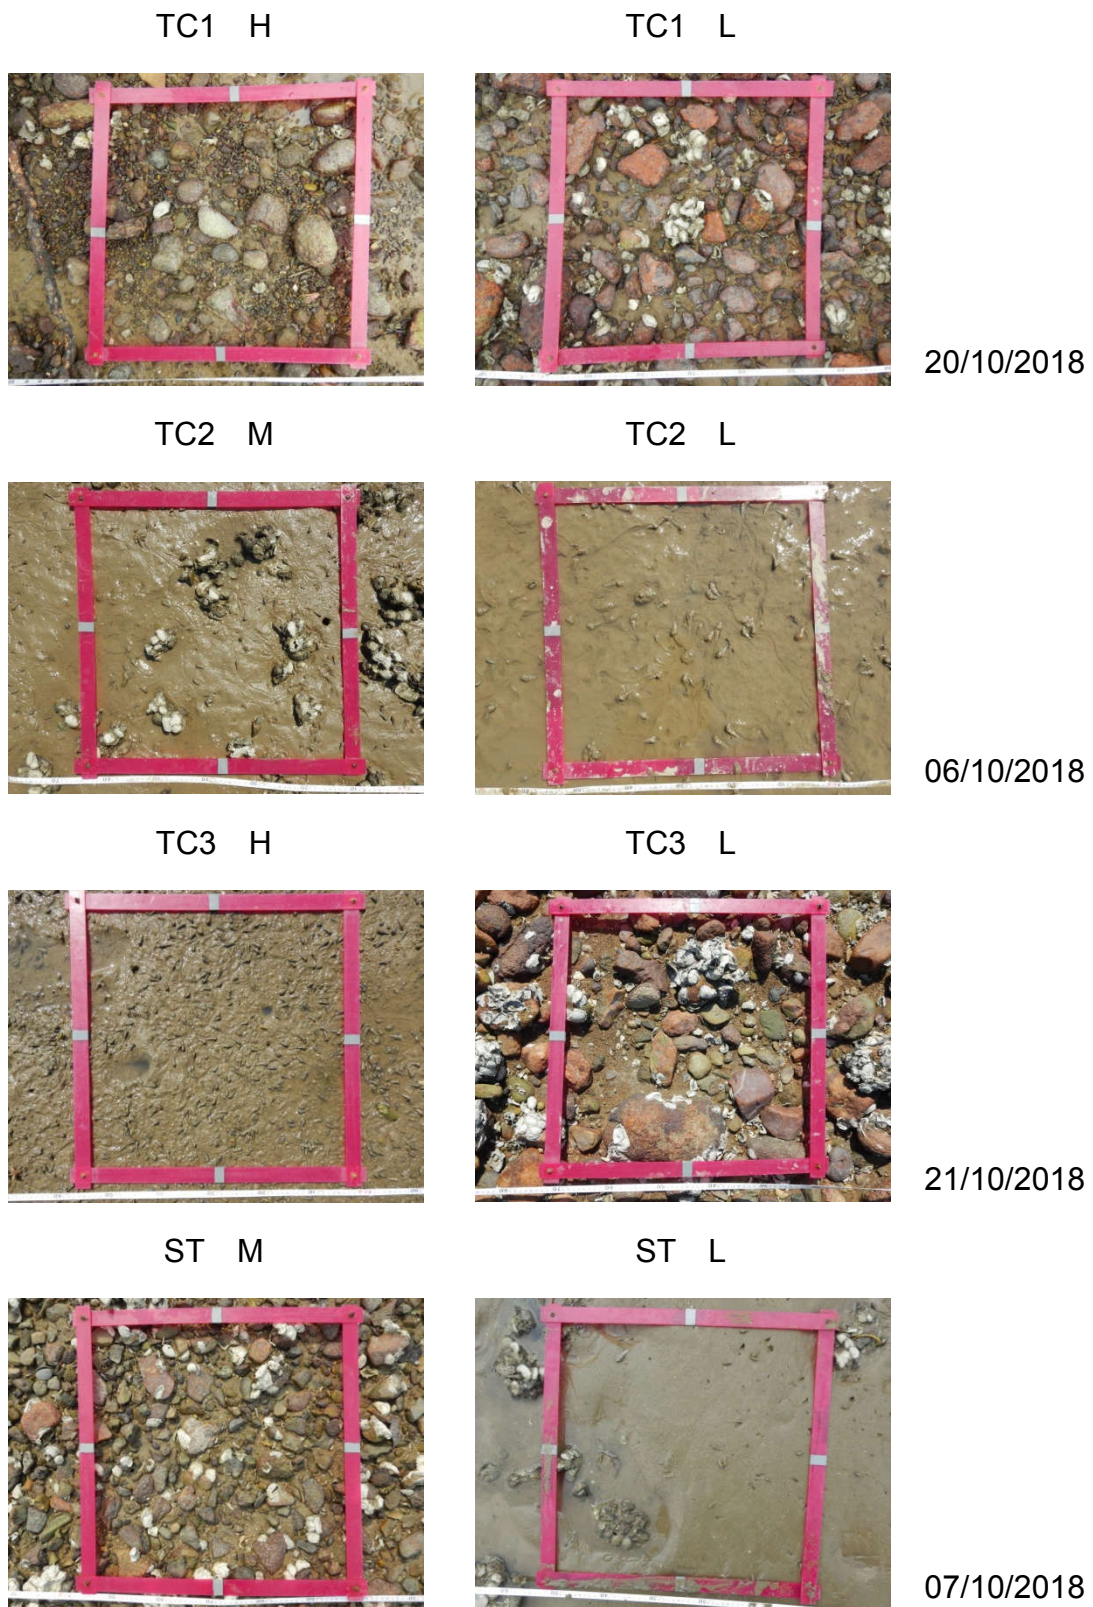 TC1 H TC1 L
20/10/2018
TC2 M TC2 L
06/10/2018
TC3 H TC3 L
21/10/2018
ST M ST L
07/10/2018